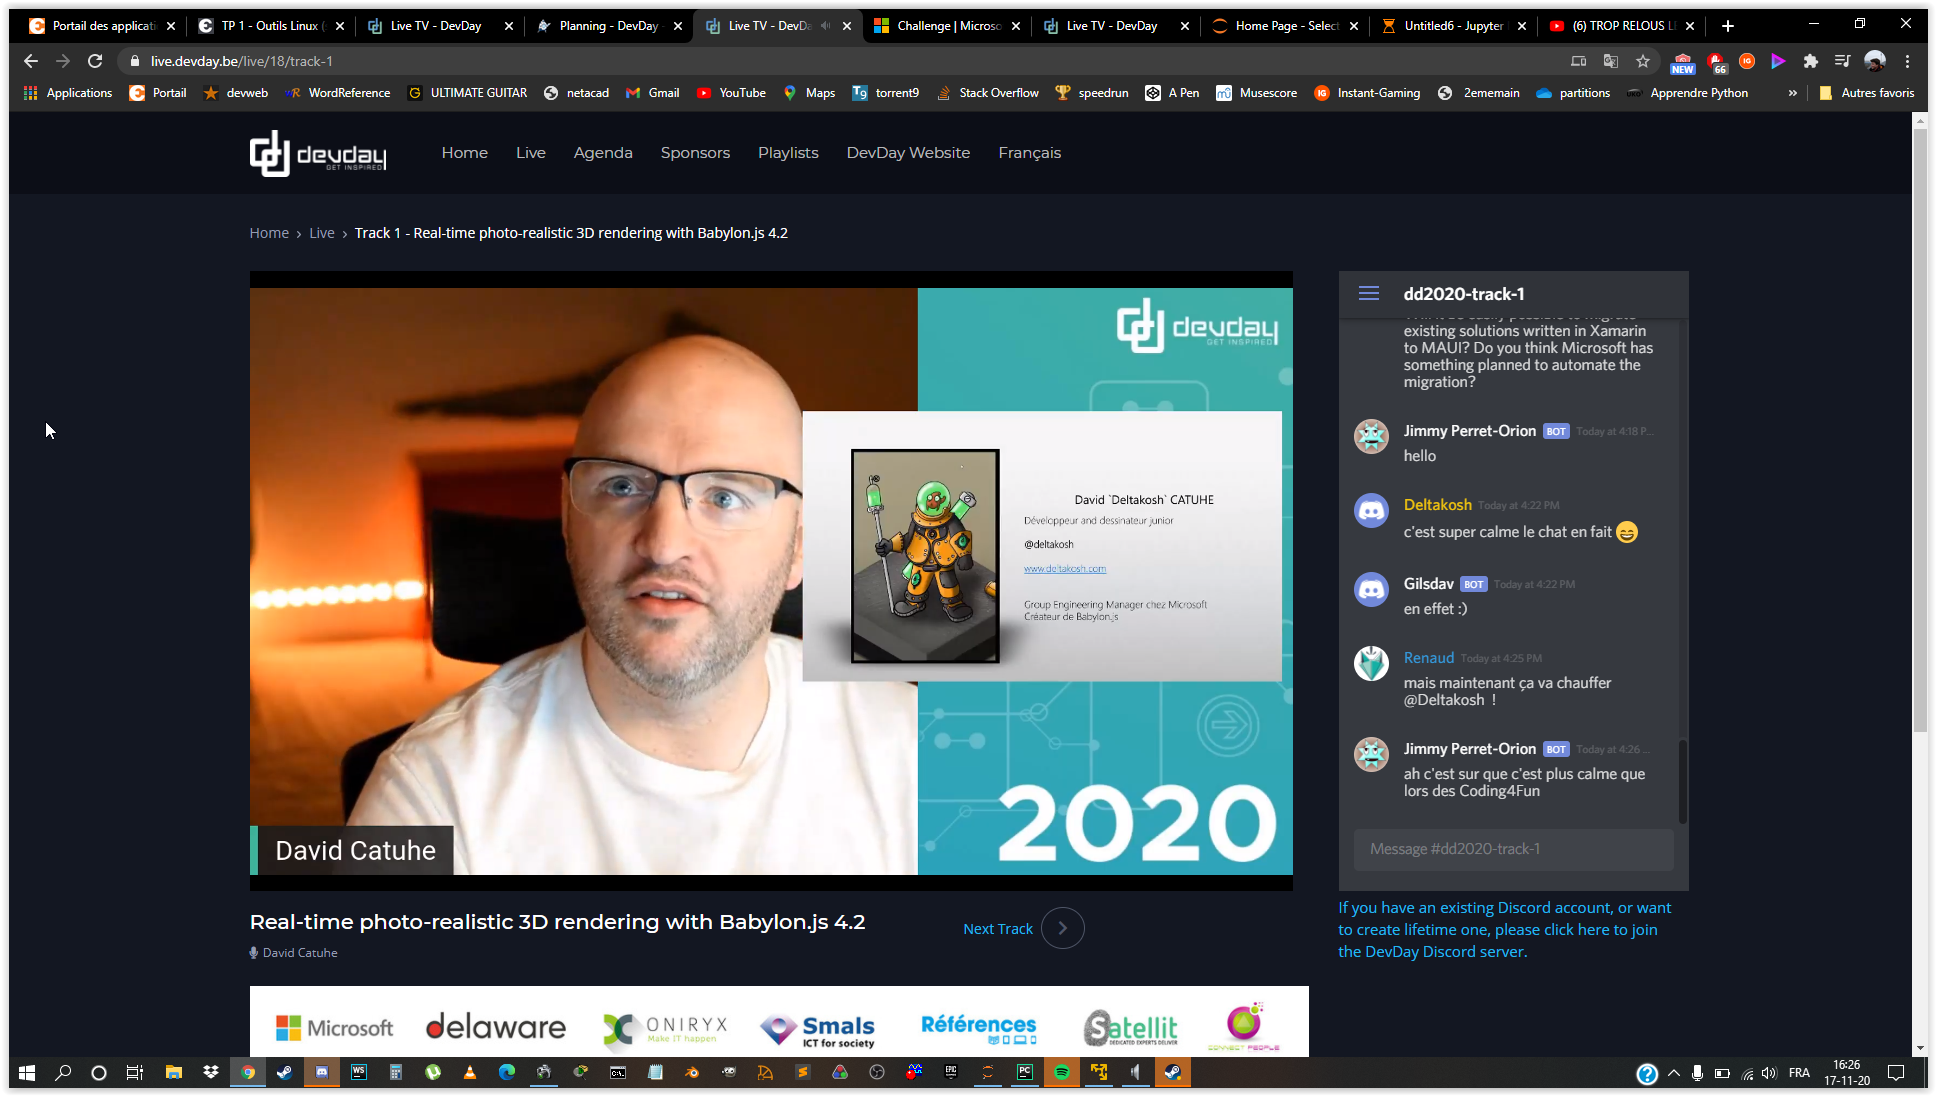 Portail des applicati
TP 1 - Outils Linux (
Live TV - DevDay
Planning - DevDay -
Live TV - DevDa
Challenge | Microso
Live TV - DevDay
Home Page - Select
Untitled6 - Jupyter
(6) TROP RELOUS L
live.devday.be/live/18/track-1
NEW
66
IG
Applications
Portail
devweb
WordReference
ULTIMATE GUITAR
netacad
Gmail
YouTube
Maps
torrent9
Stack Overflow
speedrun
A Pen
Musescore
Instant-Gaming
2ememain
partitions
Apprendre Python
»
Autres favoris
devday
GET INSPIRED
Home
Live
Agenda
Sponsors
Playlists
DevDay Website
Français
Home › Live › Track 1 - Real-time photo-realistic 3D rendering with Babylon.js 4.2
devday
GET INSPIRED
David `Deltakosh` CATUHE
Développeur and dessinateur junior
@deltakosh
www.deltakosh.com
Group Engineering Manager chez Microsoft
Créateur de Babylon.js
2020
David Catuhe
dd2020-track-1
existing solutions written in Xamarin
to MAUI? Do you think Microsoft has
something planned to automate the
migration?
Jimmy Perret-Orion BOT Today at 4:18 P...
hello
Deltakosh Today at 4:22 PM
c'est super calme le chat en fait 😄
Gilsdav BOT Today at 4:22 PM
en effet :)
Renaud Today at 4:25 PM
mais maintenant ça va chauffer
@Deltakosh !
Jimmy Perret-Orion BOT Today at 4:26 ...
ah c'est sur que c'est plus calme que
lors des Coding4Fun
Message #dd2020-track-1
If you have an existing Discord account, or want
to create lifetime one, please click here to join
the DevDay Discord server.
Real-time photo-realistic 3D rendering with Babylon.js 4.2
David Catuhe
Next Track
Microsoft
delaware
ONIRYX
Make IT happen
Smals
ICT for society
Références
Satellit
DEDICATED EXPERTS DELIVER
CONNECT PEOPLE
WS
EPIC
PC
FRA
16:26
17-11-20